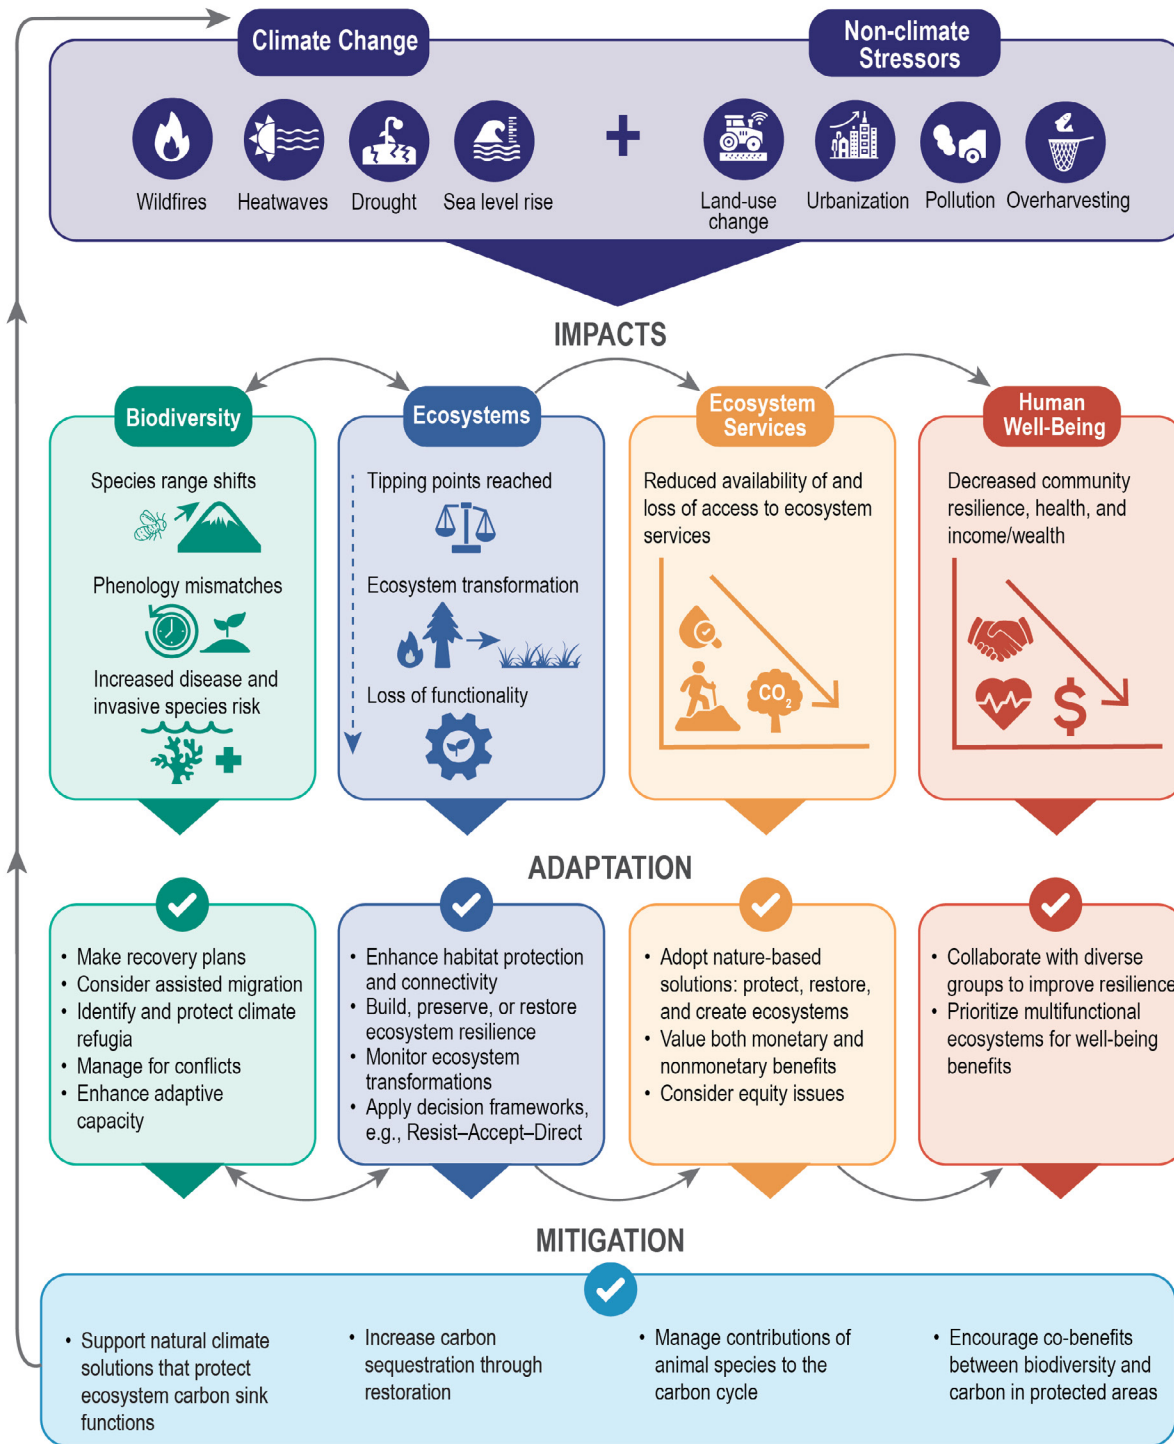 Climate Change
Non-climate
Stressors
Wildfires
Heatwaves
Drought
Sea level rise
+
Land-use
change
Urbanization
Pollution
Overharvesting
IMPACTS
Biodiversity
Species range shifts
Phenology mismatches
Increased disease and
invasive species risk
Ecosystems
Tipping points reached
Ecosystem transformation
Loss of functionality
Ecosystem
Services
Reduced availability of and
loss of access to ecosystem
services
CO2
Human
Well-Being
Decreased community
resilience, health, and
income/wealth
$
ADAPTATION
• Make recovery plans
• Consider assisted migration
• Identify and protect climate
refugia
• Manage for conflicts
• Enhance adaptive
capacity
• Enhance habitat protection
and connectivity
• Build, preserve, or restore
ecosystem resilience
• Monitor ecosystem
transformations
• Apply decision frameworks,
e.g., Resist–Accept–Direct
• Adopt nature-based
solutions: protect, restore,
and create ecosystems
• Value both monetary and
nonmonetary benefits
• Consider equity issues
• Collaborate with diverse
groups to improve resilience
• Prioritize multifunctional
ecosystems for well-being
benefits
MITIGATION
• Support natural climate
solutions that protect
ecosystem carbon sink
functions
• Increase carbon
sequestration through
restoration
• Manage contributions of
animal species to the
carbon cycle
• Encourage co-benefits
between biodiversity and
carbon in protected areas